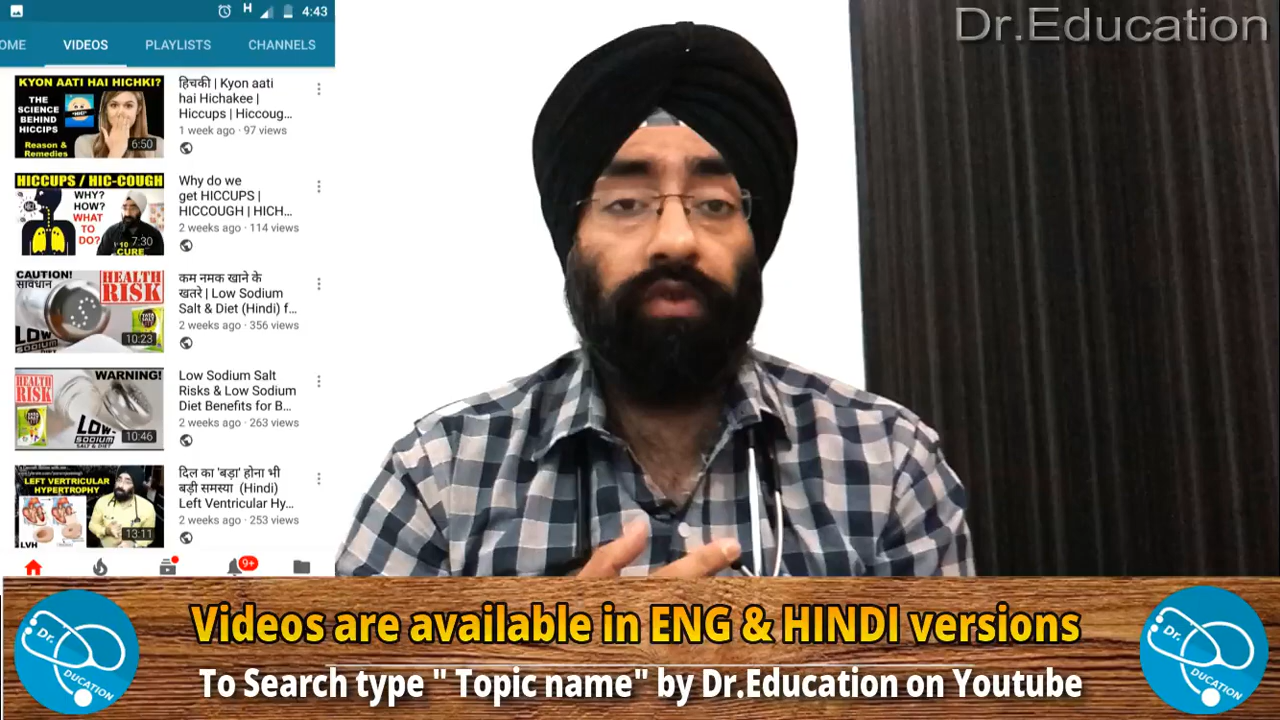 4:43
H
Dr.Education
OME
VIDEOS
PLAYLISTS
CHANNELS
KYON AATI HAI HICHKI?
THE
SCIENCE
BEHIND
HICCIPS
Reason &
Remedies
6:50
हिचकी | Kyon aati
hai Hichakee |
Hiccups | Hiccoug...
1 week ago · 97 views
HICCUPS / HIC-COUGH
WHY?
HOW?
WHAT
TO
DO?
10
CURE
7:30
Why do we
get HICCUPS |
HICCOUGH | HICH...
2 weeks ago · 114 views
CAUTION!
सावधान
HEALTH
RISK
LOW
SODIUM
10:23
कम नमक खाने के
खतरे | Low Sodium
Salt & Diet (Hindi) f...
2 weeks ago · 356 views
HEALTH
RISK
WARNING!
LOW
SODIUM
SALT & DIET
10:46
Low Sodium Salt
Risks & Low Sodium
Diet Benefits for B...
2 weeks ago · 263 views
LEFT VENTRICULAR
HYPERTROPHY
LVH
13:11
दिल का 'बड़ा' होना भी
बड़ी समस्या (Hindi)
Left Ventricular Hy...
2 weeks ago · 253 views
9+
Videos are available in ENG & HINDI versions
To Search type " Topic name" by Dr.Education on Youtube
Dr.
DUCATION
Dr.
DUCATION